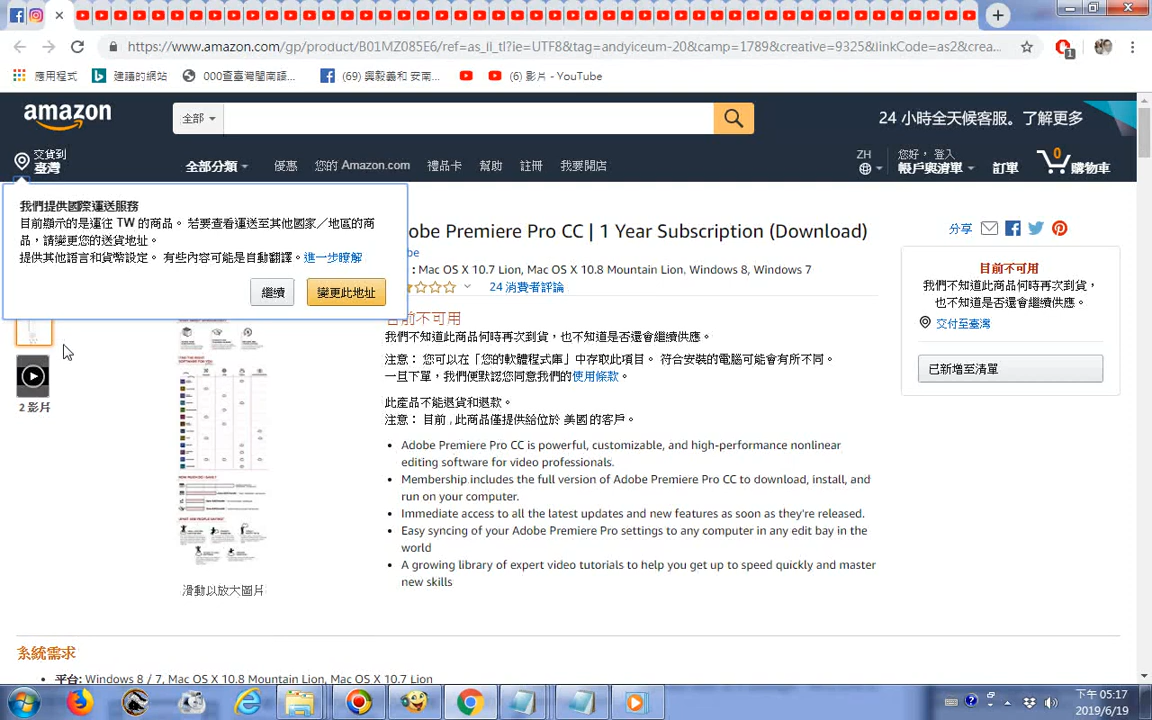 https://www.amazon.com/gp/product/B01MZ085E6/ref=as_il_tl?ie=UTF8&tag=andyiceum-20&camp=1789&creative=9325&linkCode=as2&crea...
應用程式
建議的網站
000查臺灣閩南語...
(69) 與毅義和 安南...
(6) 影片 - YouTube
amazon
全部
24 小時全天候客服。了解更多
交貨到
臺灣
全部分類
優惠
您的 Amazon.com
禮品卡
幫助
註冊
我要開店
ZH
您好, 登入
帳戶與清單
訂單
0
購物車
我們提供國際運送服務
目前顯示的是運往 TW 的商品。 若要查看運送至其他國家／地區的商
品，請變更您的送貨地址。
提供其他語言和貨幣設定。 有些內容可能是自動翻譯。進一步瞭解
繼續
變更此地址
obe Premiere Pro CC | 1 Year Subscription (Download)
be
: Mac OS X 10.7 Lion, Mac OS X 10.8 Mountain Lion, Windows 8, Windows 7
24 消費者評論
目前不可用
我們不知道此商品何時再次到貨，也不知道是否還會繼續供應。
注意： 您可以在「您的軟體程式庫」中存取此項目。 符合安裝的電腦可能會有所不同。
一旦下單，我們便默認您同意我們的使用條款。
此產品不能退貨和退款。
注意： 目前 , 此商品僅提供給位於 美國 的客戶。
Adobe Premiere Pro CC is powerful, customizable, and high-performance nonlinear
editing software for video professionals.
Membership includes the full version of Adobe Premiere Pro CC to download, install, and
run on your computer.
Immediate access to all the latest updates and new features as soon as they're released.
Easy syncing of your Adobe Premiere Pro settings to any computer in any edit bay in the
world
A growing library of expert video tutorials to help you get up to speed quickly and master
new skills
分享
目前不可用
我們不知道此商品何時再次到貨，
也不知道是否還會繼續供應。
交付至臺灣
已新增至清單
2 影片
滑動以放大圖片
系統需求
平台: Windows 8 / 7, Mac OS X 10.8 Mountain Lion, Mac OS X 10.7 Lion
下午 05:17
2019/6/19